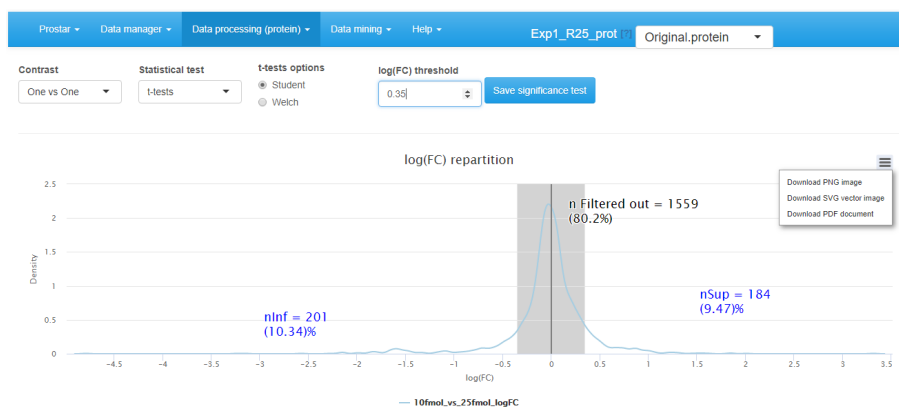 Prostar Data manager Data processing (protein) Data mining Help Exp1_R25_prot [?] Original.protein
Contrast Statistical test t-tests options log(FC) threshold
One vs One t-tests Student 0.35 Save significance test
Welch
log(FC) repartition
Download PNG image
Download SVG vector image
Download PDF document
2.5
2
1.5
1
0.5
0
Density
n Filtered out = 1559
(80.2%)
nInf = 201
(10.34)%
nSup = 184
(9.47)%
-4.5 -4 -3.5 -3 -2.5 -2 -1.5 -1 -0.5 0 0.5 1 1.5 2 2.5 3 3.5
log(FC)
10fmol_vs_25fmol_logFC